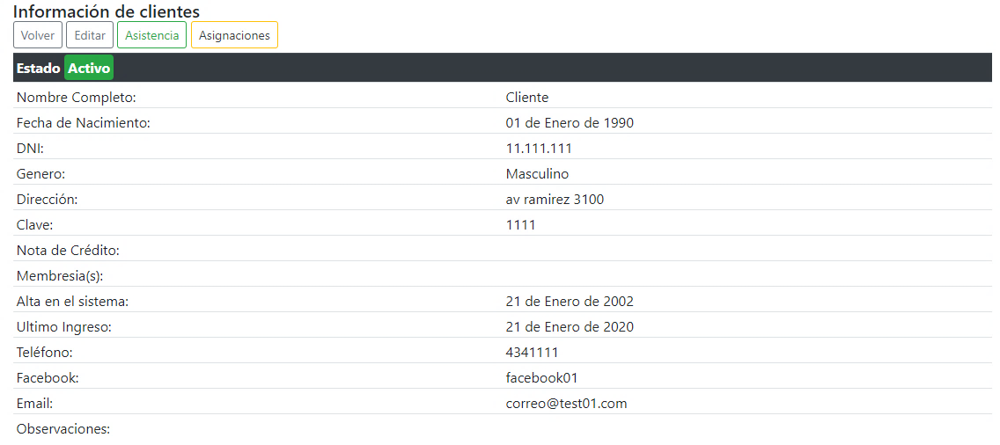 Información de clientes
Volver Editar Asistencia Asignaciones
Estado Activo
Nombre Completo: Cliente
Fecha de Nacimiento: 01 de Enero de 1990
DNI: 11.111.111
Genero: Masculino
Dirección: av ramirez 3100
Clave: 1111
Nota de Crédito:
Membresia(s):
Alta en el sistema: 21 de Enero de 2002
Ultimo Ingreso: 21 de Enero de 2020
Teléfono: 4341111
Facebook: facebook01
Email: correo@test01.com
Observaciones: